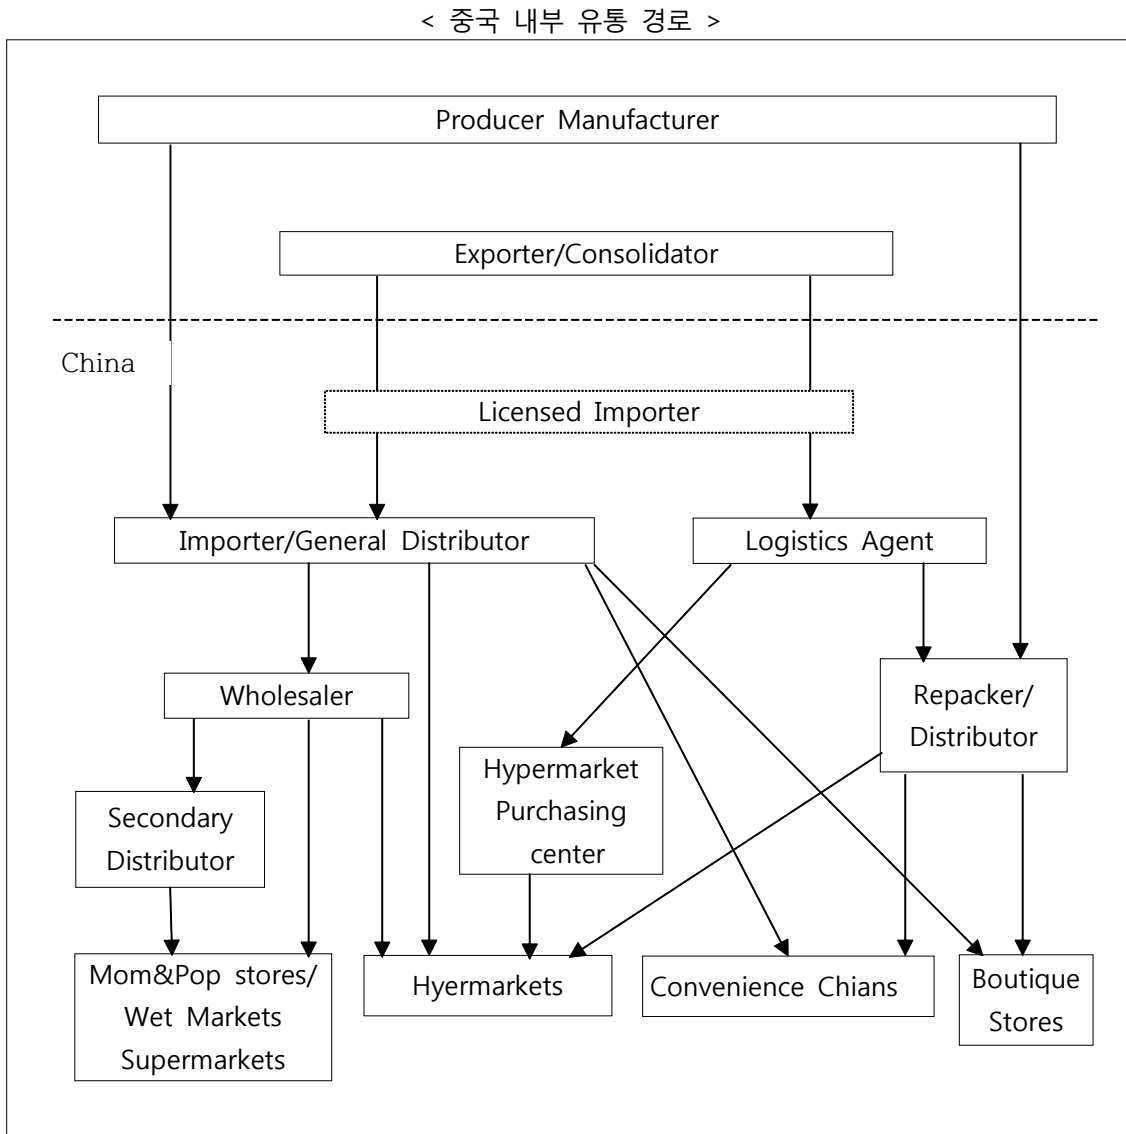 < 중국 내부 유통 경로 >
Producer Manufacturer
Exporter/Consolidator
China
Licensed Importer
Importer/General Distributor
Logistics Agent
Wholesaler
Repacker/
Distributor
Hypermarket
Purchasing
center
Secondary
Distributor
Mom&Pop stores/
Wet Markets
Supermarkets
Hyermarkets
Convenience Chians
Boutique
Stores